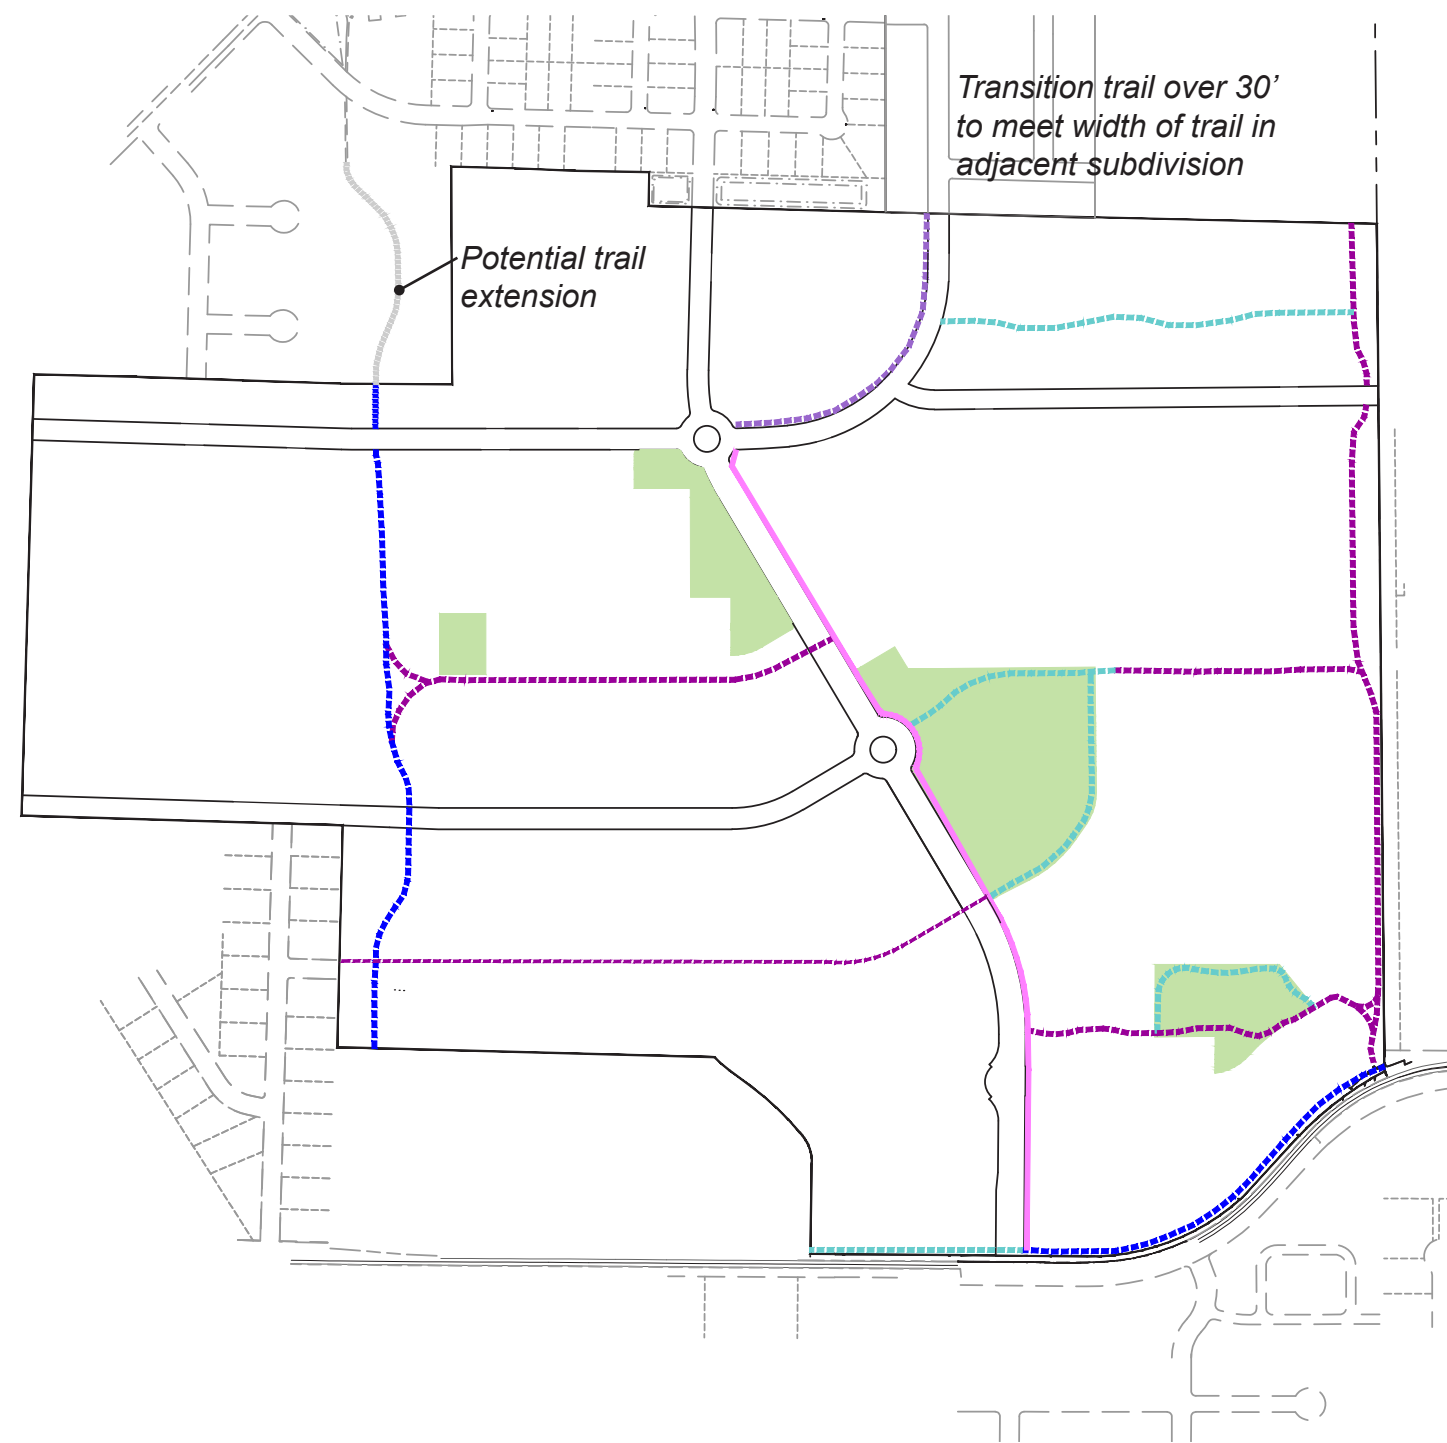 Transition trail over 30’
to meet width of trail in
adjacent subdivision
Potential trail
extension
...